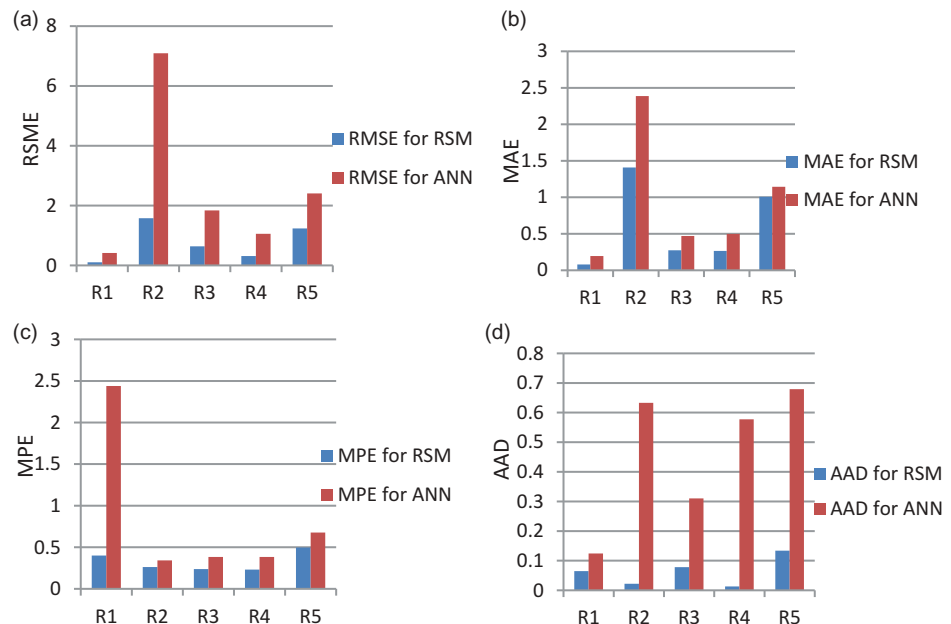 (a)
8
6
4
2
0
RSME
R1 R2 R3 R4 R5
RMSE for RSM
RMSE for ANN
(b)
3
2.5
2
1.5
1
0.5
0
MAE
R1 R2 R3 R4 R5
MAE for RSM
MAE for ANN
(c)
3
2.5
2
1.5
1
0.5
0
MPE
R1 R2 R3 R4 R5
MPE for RSM
MPE for ANN
(d)
0.8
0.7
0.6
0.5
0.4
0.3
0.2
0.1
0
AAD
R1 R2 R3 R4 R5
AAD for RSM
AAD for ANN